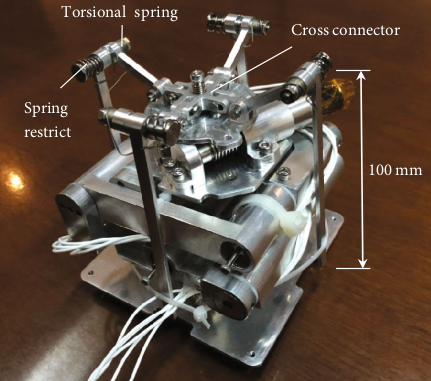 Torsional spring
Cross connector
Spring
restrict
100 mm